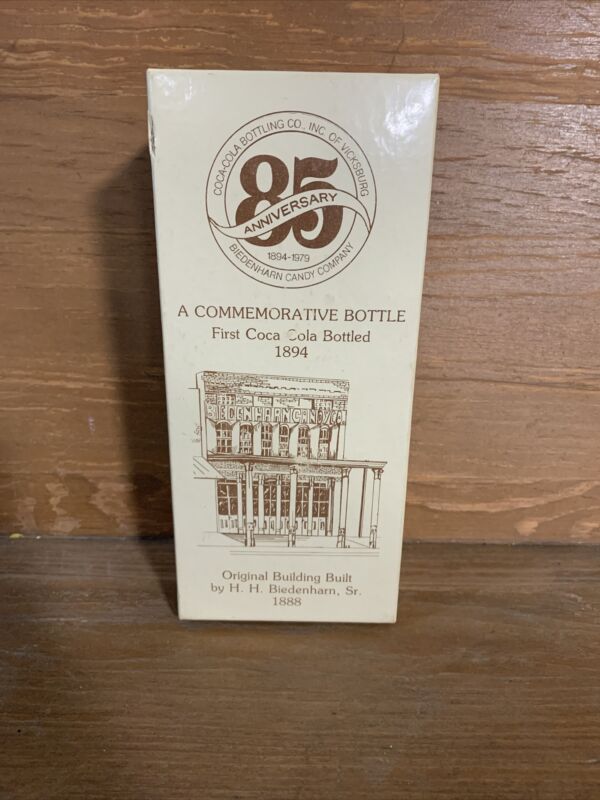 COCA-COLA BOTTLING CO., INC. OF VICKSBURG
85
ANNIVERSARY
1894-1979
BIEDENHARN CANDY COMPANY
A COMMEMORATIVE BOTTLE
First Coca Cola Bottled
1894
BIEDENHARN CANDY CO
Original Building Built
by H. H. Biedenharn, Sr.
1888